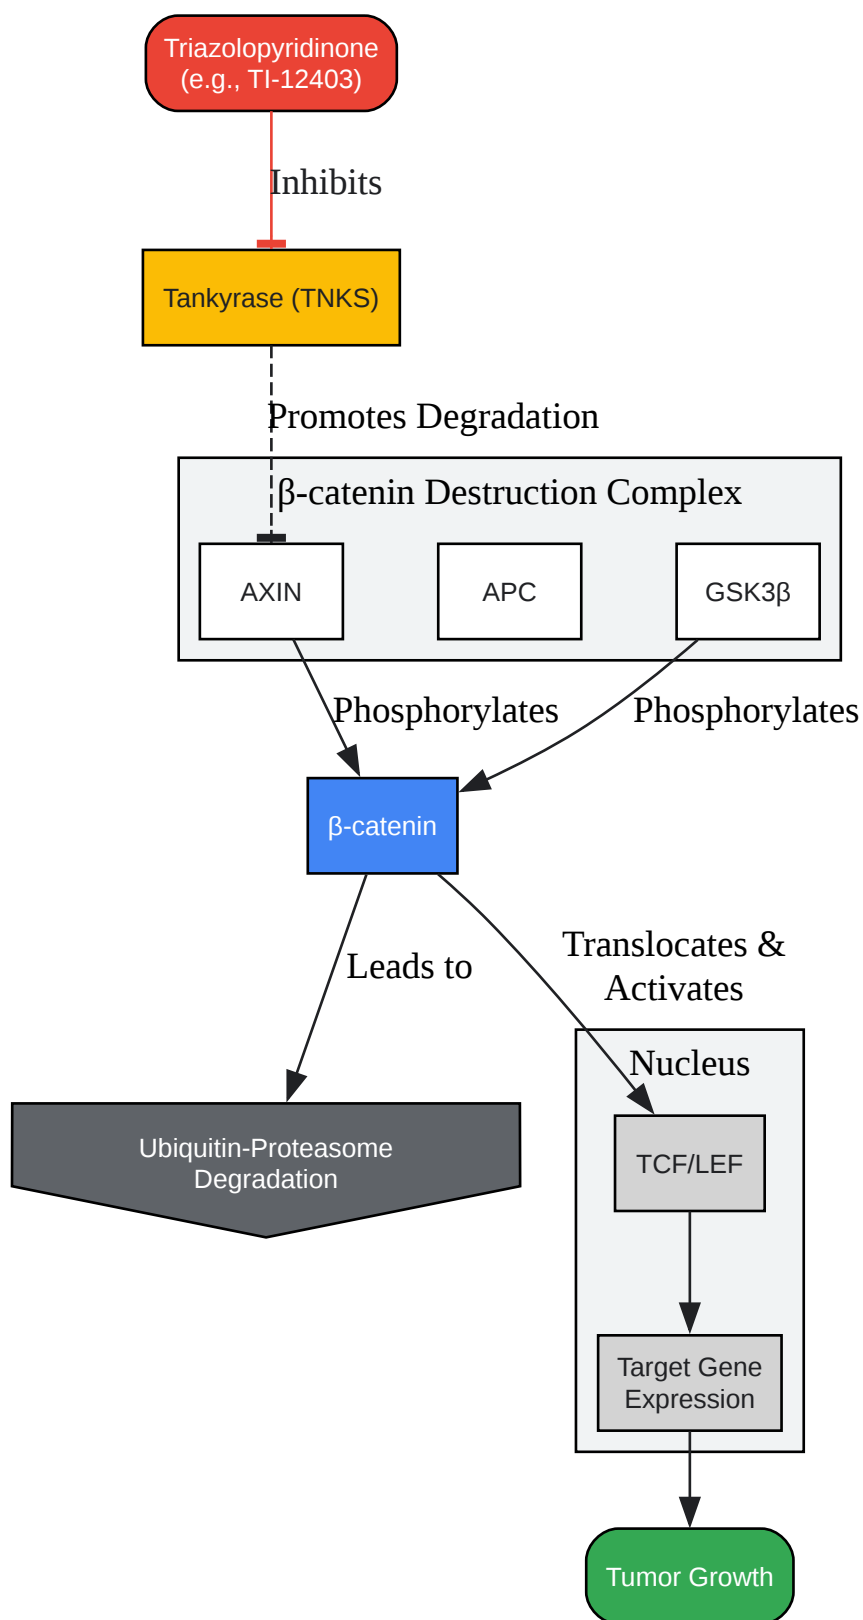 Triazolopyridinone
(e.g., TI-12403)
Inhibits
Tankyrase (TNKS)
Promotes Degradation
β-catenin Destruction Complex
AXIN
APC
GSK3β
Phosphorylates
Phosphorylates
β-catenin
Leads to
Translocates &
Activates
Nucleus
Ubiquitin-Proteasome
Degradation
TCF/LEF
Target Gene
Expression
Tumor Growth